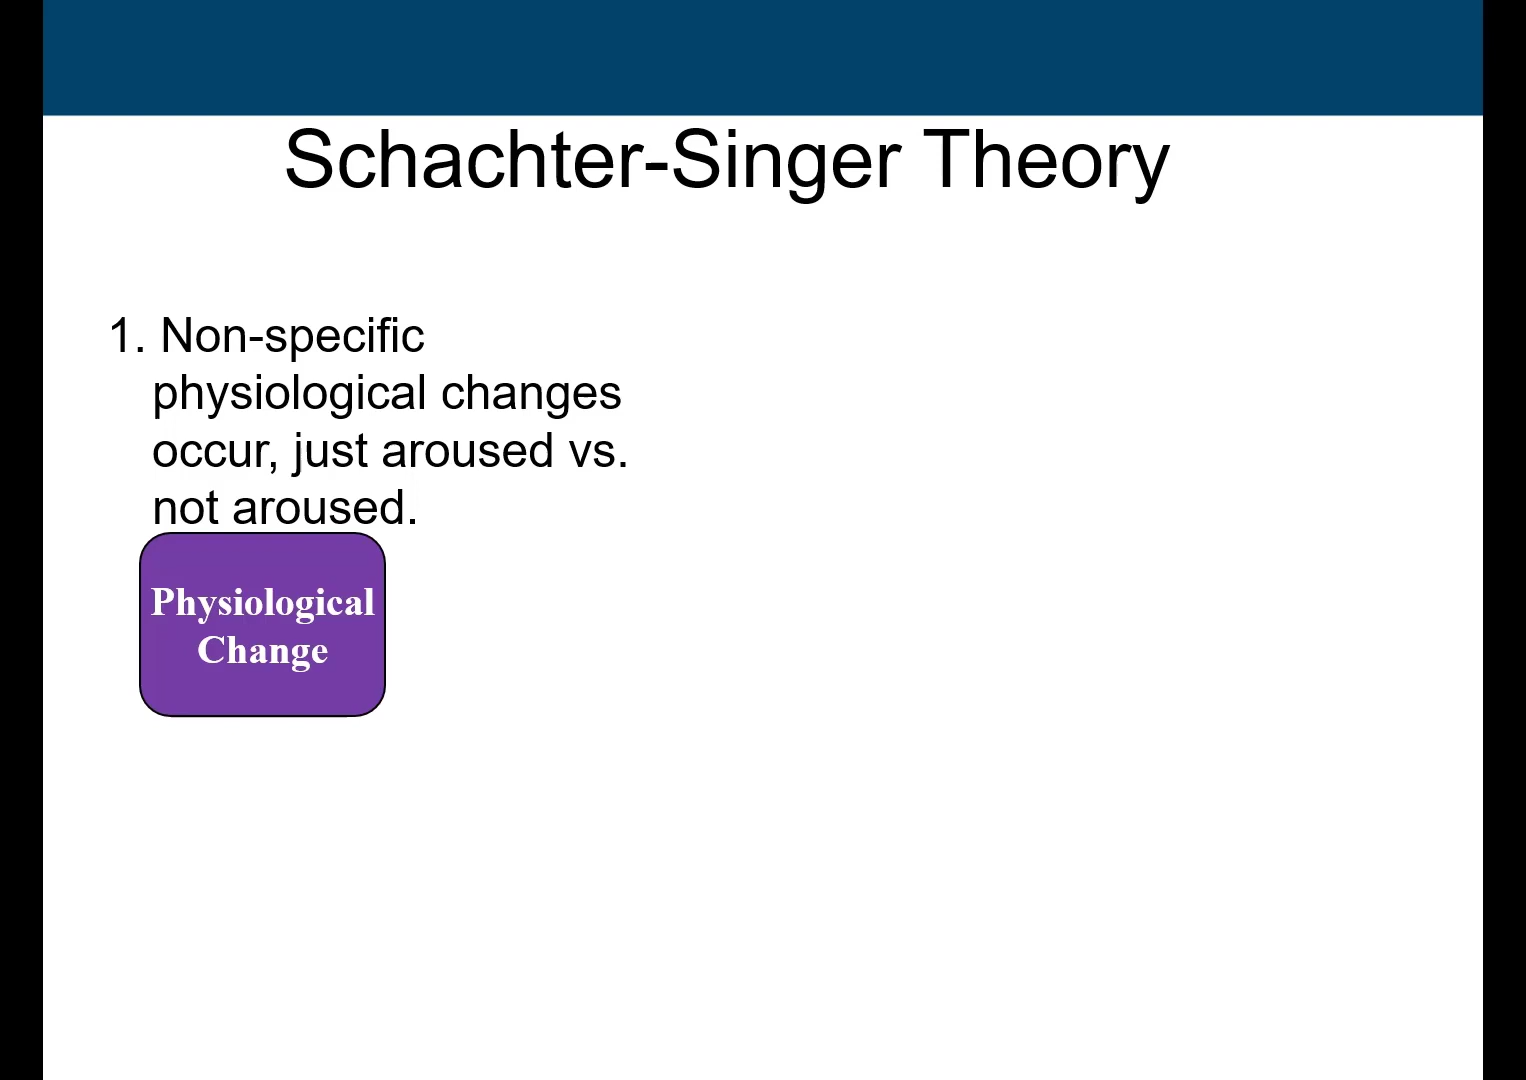 Schachter-Singer Theory
1. Non-specific
physiological changes
occur, just aroused vs.
not aroused.
Physiological
Change